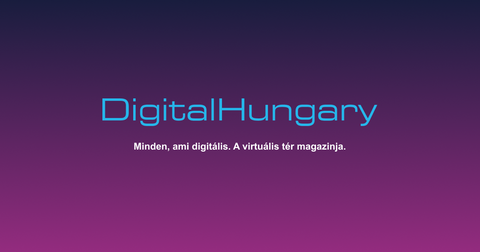 DigitalHungary
Minden, ami digitális. A virtuális tér magazinja.